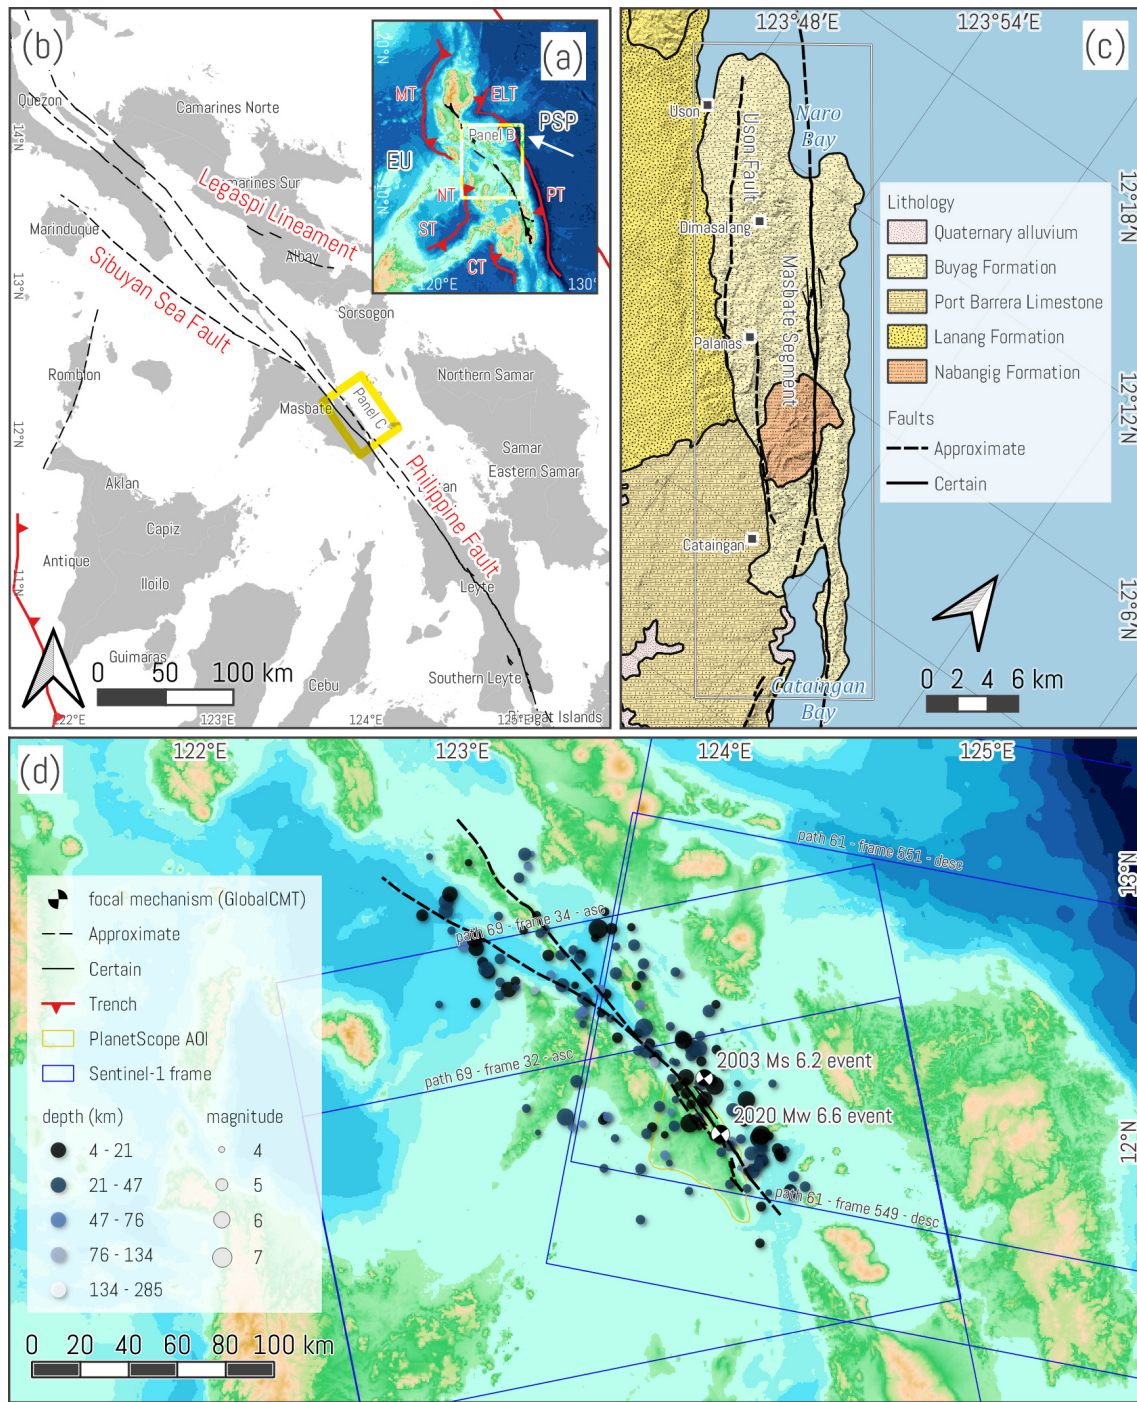 (b)
Quezon
Camarines Norte
14°N
Legaspi Lineament
Marinduque
Albay
Sibuyan Sea Fault
13°N
Sorsogon
Romblon
Northern Samar
Masbate
Panel C
12°N
Samar
Eastern Samar
Aklan
Philippine Fault
Capiz
Antique
Iloilo
11°N
Leyte
Guimaras
Southern Leyte
Cebu
0 50 100 km
122°E
123°E
124°E
125°E
Islands
(a)
20°N
MT
ELT
PSP
Panel B
EU
10°N
NT
PT
ST
CT
120°E
130°
(c)
123°48'E
123°54'E
Uson
Naro
Bay
Uson Fault
Dimasalang
Masbate Segment
Palanas
Cataingan
Cataingan
Bay
12°18'N
12°12'N
12°6'N
Lithology
Quaternary alluvium
Buyag Formation
Port Barrera Limestone
Lanang Formation
Nabangig Formation
Faults
Approximate
Certain
0 2 4 6 km
(d)
122°E
123°E
124°E
125°E
13°N
12°N
path 61 - frame 551 - desc
path 69 - frame 34 - asc
path 69 - frame 32 - asc
2003 Ms 6.2 event
2020 Mw 6.6 event
path 61 - frame 549 - desc
focal mechanism (GlobalCMT)
Approximate
Certain
Trench
PlanetScope AOI
Sentinel-1 frame
depth (km) magnitude
4 - 21 4
21 - 47 5
47 - 76 6
76 - 134 7
134 - 285
0 20 40 60 80 100 km